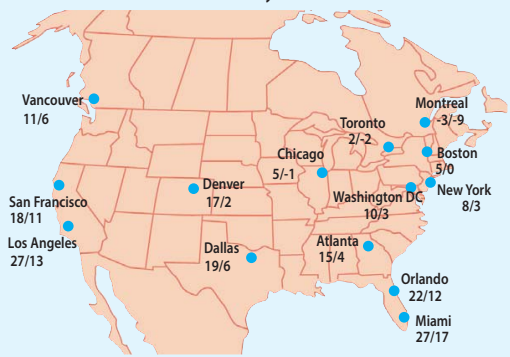 Vancouver
11/6
Montreal
-3/-9
Toronto
2/-2
Chicago
5/-1
Boston
5/0
Denver
17/2
Washington DC
10/3
New York
8/3
San Francisco
18/11
Los Angeles
27/13
Dallas
19/6
Atlanta
15/4
Orlando
22/12
Miami
27/17